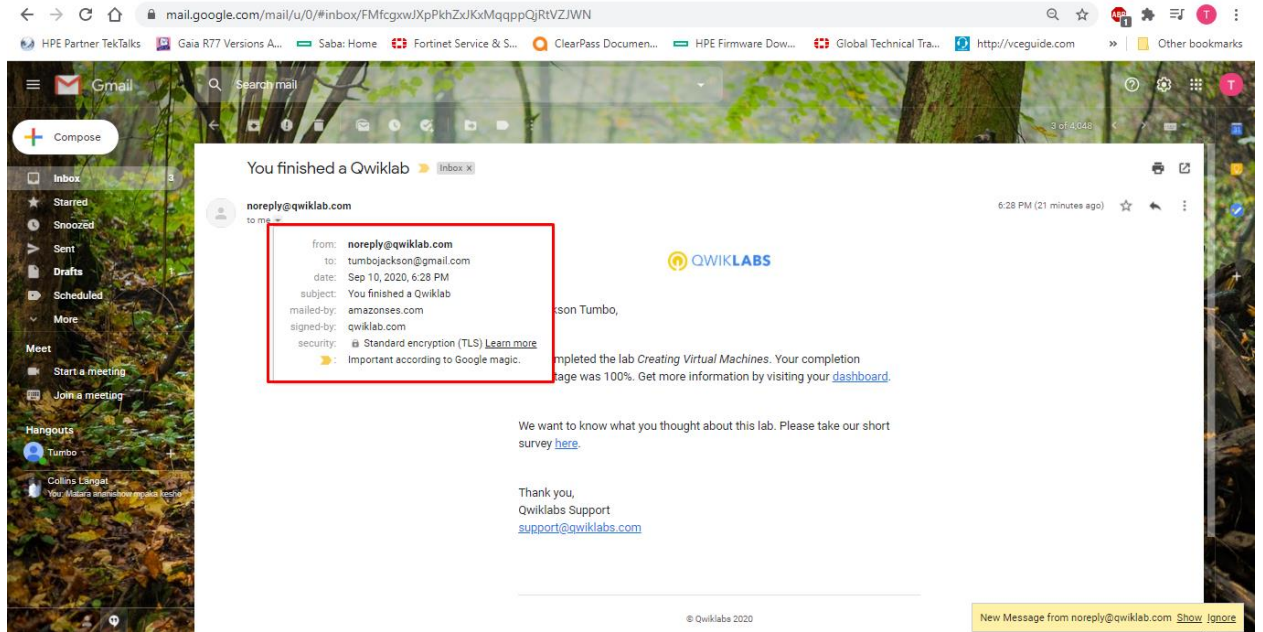 mail.google.com/mail/u/0/#inbox/FMfcgxwJXpPkhZxJKxMqqppQjRtVZJWN
ABP
1
T
HPE Partner TekTalks
Gaia R77 Versions A...
Saba: Home
Fortinet Service & S...
ClearPass Documen...
HPE Firmware Dow...
Global Technical Tra...
http://vceguide.com
»
Other bookmarks
Gmail
Search mail
T
Compose
3 of 4,048
31
You finished a Qwiklab
Inbox x
Inbox
3
Starred
noreply@qwiklab.com
6:28 PM (21 minutes ago)
to me
Snoozed
Sent
Drafts
1
Scheduled
More
from: noreply@qwiklab.com
to: tumbojackson@gmail.com
date: Sep 10, 2020, 6:28 PM
subject: You finished a Qwiklab
mailed-by: amazonses.com
signed-by: qwiklab.com
security: Standard encryption (TLS) Learn more
: Important according to Google magic.
QWIKLABS
kson Tumbo,
mpleted the lab Creating Virtual Machines. Your completion
tage was 100%. Get more information by visiting your dashboard.
Meet
Start a meeting
Join a meeting
Hangouts
Tumbo
+
Collins Langat
You: Matara ananishow mpaka kesho
We want to know what you thought about this lab. Please take our short
survey here.
Thank you,
Qwiklabs Support
support@qwiklabs.com
© Qwiklabs 2020
New Message from noreply@qwiklab.com Show Ignore